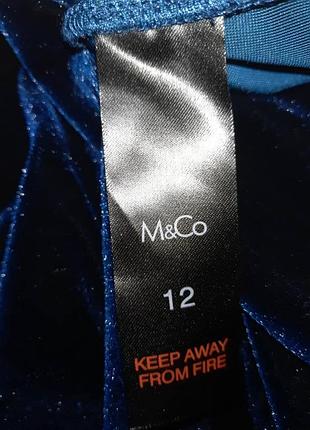 M&Co
12
KEEP AWAY
FROM FIRE